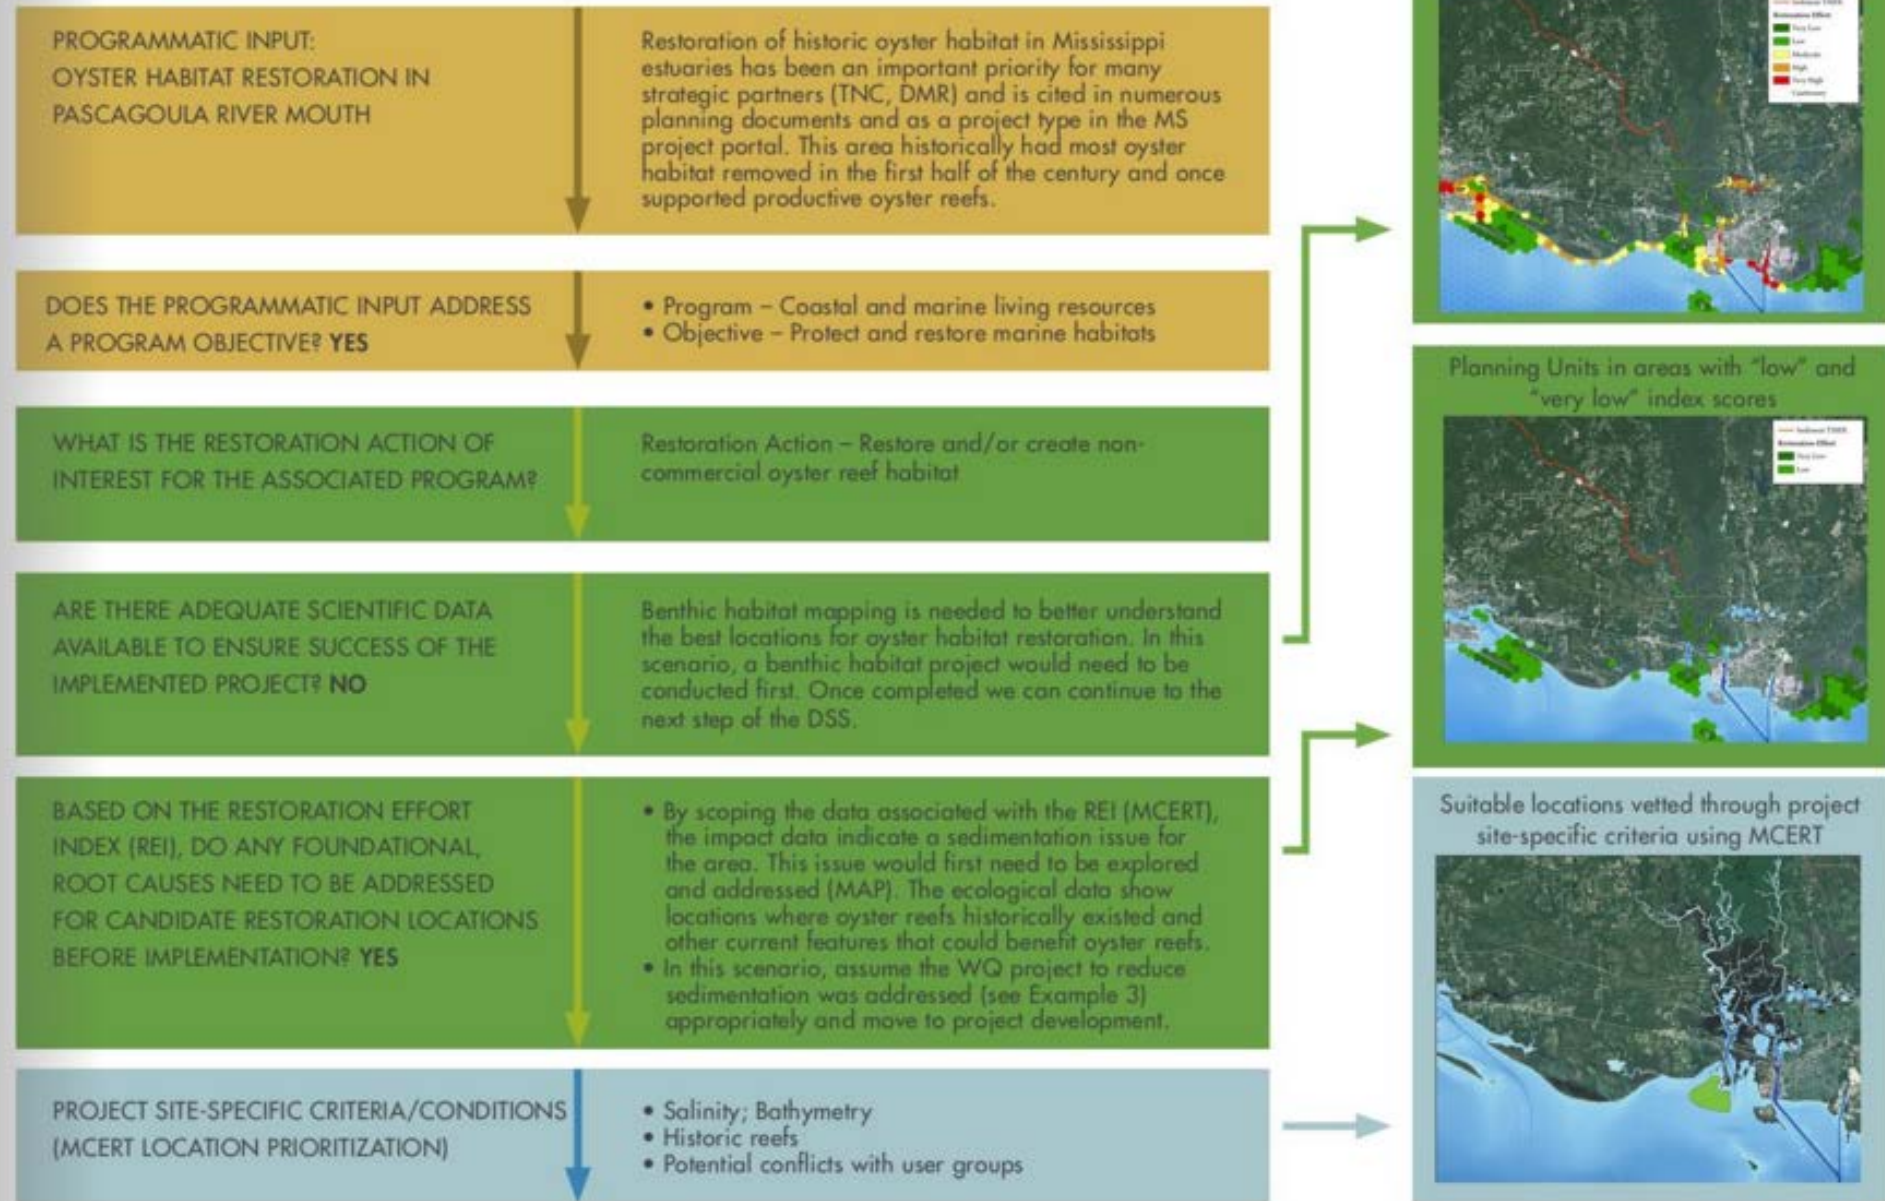 PROGRAMMATIC INPUT:
OYSTER HABITAT RESTORATION IN
PASCAGOULA RIVER MOUTH
Restoration of historic oyster habitat in Mississippi
estuaries has been an important priority for many
strategic partners (TNC, DMR) and is cited in numerous
planning documents and as a project type in the MS
project portal. This area historically had most oyster
habitat removed in the first half of the century and once
supported productive oyster reefs.
DOES THE PROGRAMMATIC INPUT ADDRESS
A PROGRAM OBJECTIVE? YES
• Program – Coastal and marine living resources
• Objective – Protect and restore marine habitats
WHAT IS THE RESTORATION ACTION OF
INTEREST FOR THE ASSOCIATED PROGRAM?
Restoration Action – Restore and/or create non-
commercial oyster reef habitat
ARE THERE ADEQUATE SCIENTIFIC DATA
AVAILABLE TO ENSURE SUCCESS OF THE
IMPLEMENTED PROJECT? NO
Benthic habitat mapping is needed to better understand
the best locations for oyster habitat restoration. In this
scenario, a benthic habitat project would need to be
conducted first. Once completed we can continue to the
next step of the DSS.
BASED ON THE RESTORATION EFFORT
INDEX (REI), DO ANY FOUNDATIONAL,
ROOT CAUSES NEED TO BE ADDRESSED
FOR CANDIDATE RESTORATION LOCATIONS
BEFORE IMPLEMENTATION? YES
• By scoping the data associated with the REI (MCERT),
the impact data indicate a sedimentation issue for
the area. This issue would first need to be explored
and addressed (MAP). The ecological data show
locations where oyster reefs historically existed and
other current features that could benefit oyster reefs.
• In this scenario, assume the WQ project to reduce
sedimentation was addressed (see Example 3)
appropriately and move to project development.
PROJECT SITE-SPECIFIC CRITERIA/CONDITIONS
(MCERT LOCATION PRIORITIZATION)
• Salinity; Bathymetry
• Historic reefs
• Potential conflicts with user groups
Very Low
Low
Moderate
High
Very High
Planning Units in areas with “low” and
“very low” index scores
Very Low
Low
Suitable locations vetted through project
site-specific criteria using MCERT